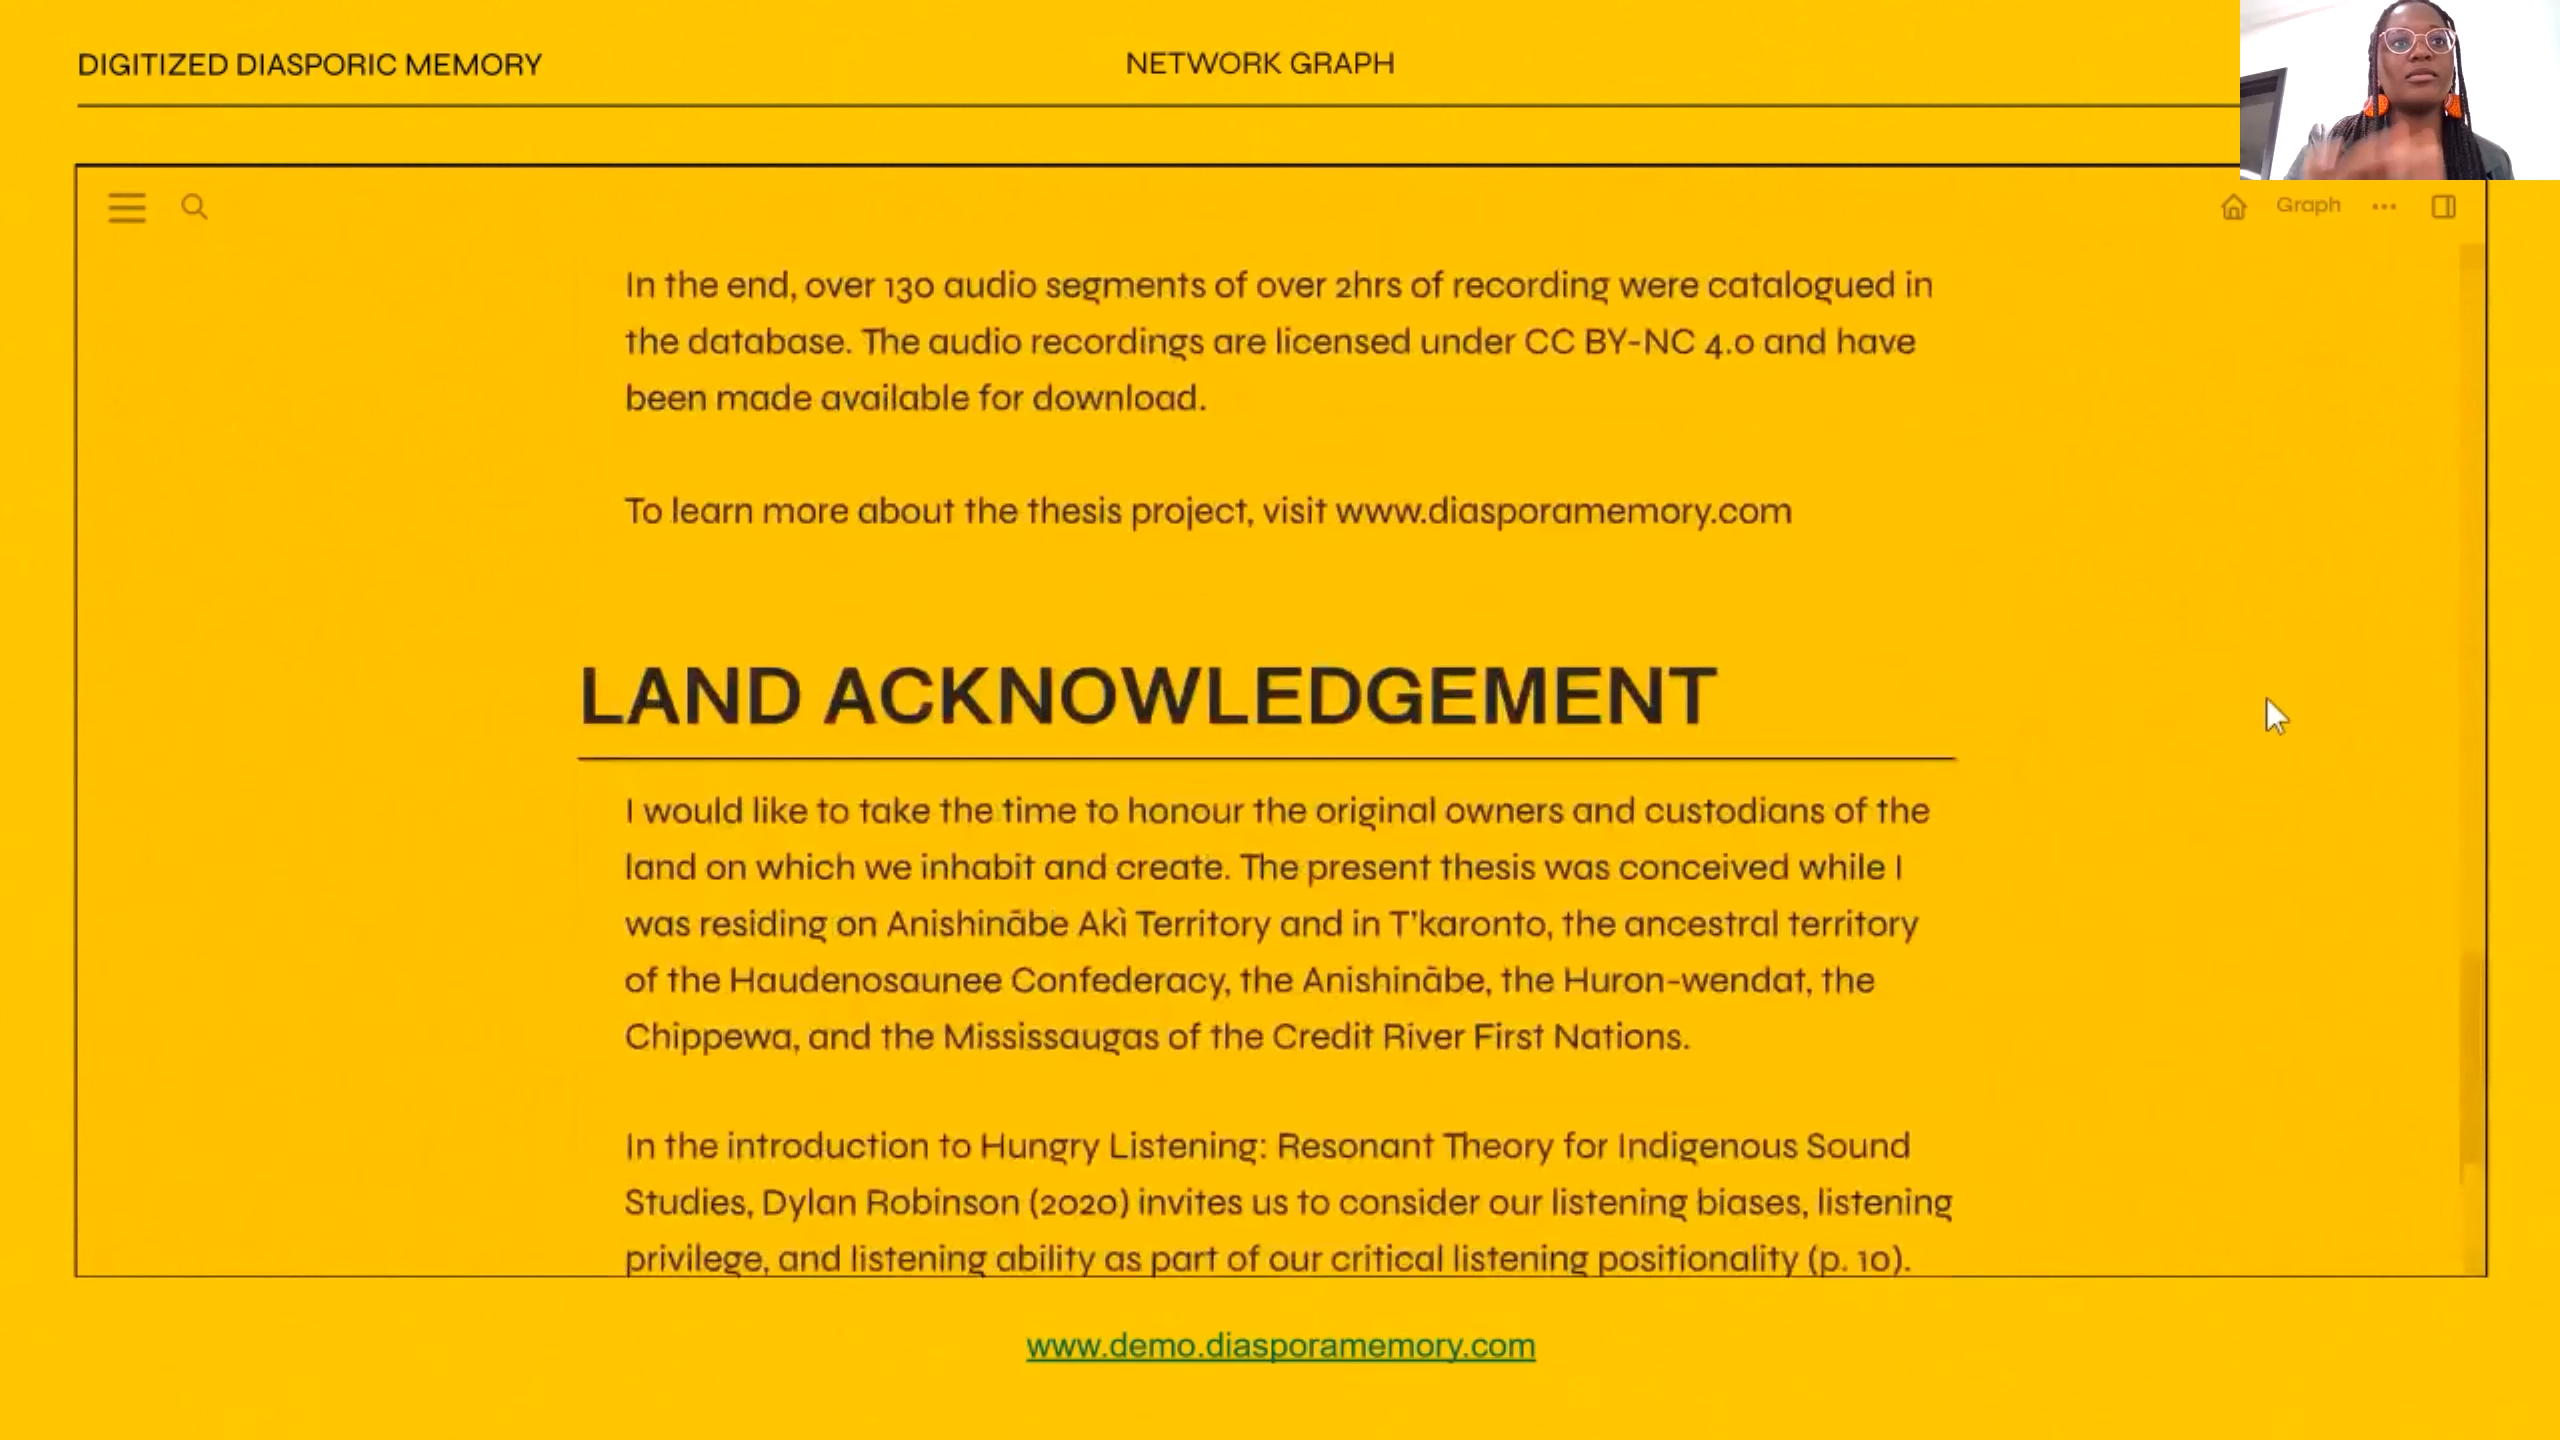 DIGITIZED DIASPORIC MEMORY
NETWORK GRAPH
Graph
In the end, over 130 audio segments of over 2hrs of recording were catalogued in
the database. The audio recordings are licensed under CC BY-NC 4.0 and have
been made available for download.
To learn more about the thesis project, visit www.diasporamemory.com
LAND ACKNOWLEDGEMENT
I would like to take the time to honour the original owners and custodians of the
land on which we inhabit and create. The present thesis was conceived while I
was residing on Anishinābe Akì Territory and in T'karonto, the ancestral territory
of the Haudenosaunee Confederacy, the Anishinābe, the Huron-wendat, the
Chippewa, and the Mississaugas of the Credit River First Nations.
In the introduction to Hungry Listening: Resonant Theory for Indigenous Sound
Studies, Dylan Robinson (2020) invites us to consider our listening biases, listening
privilege, and listening ability as part of our critical listening positionality (p. 10).
www.demo.diasporamemory.com